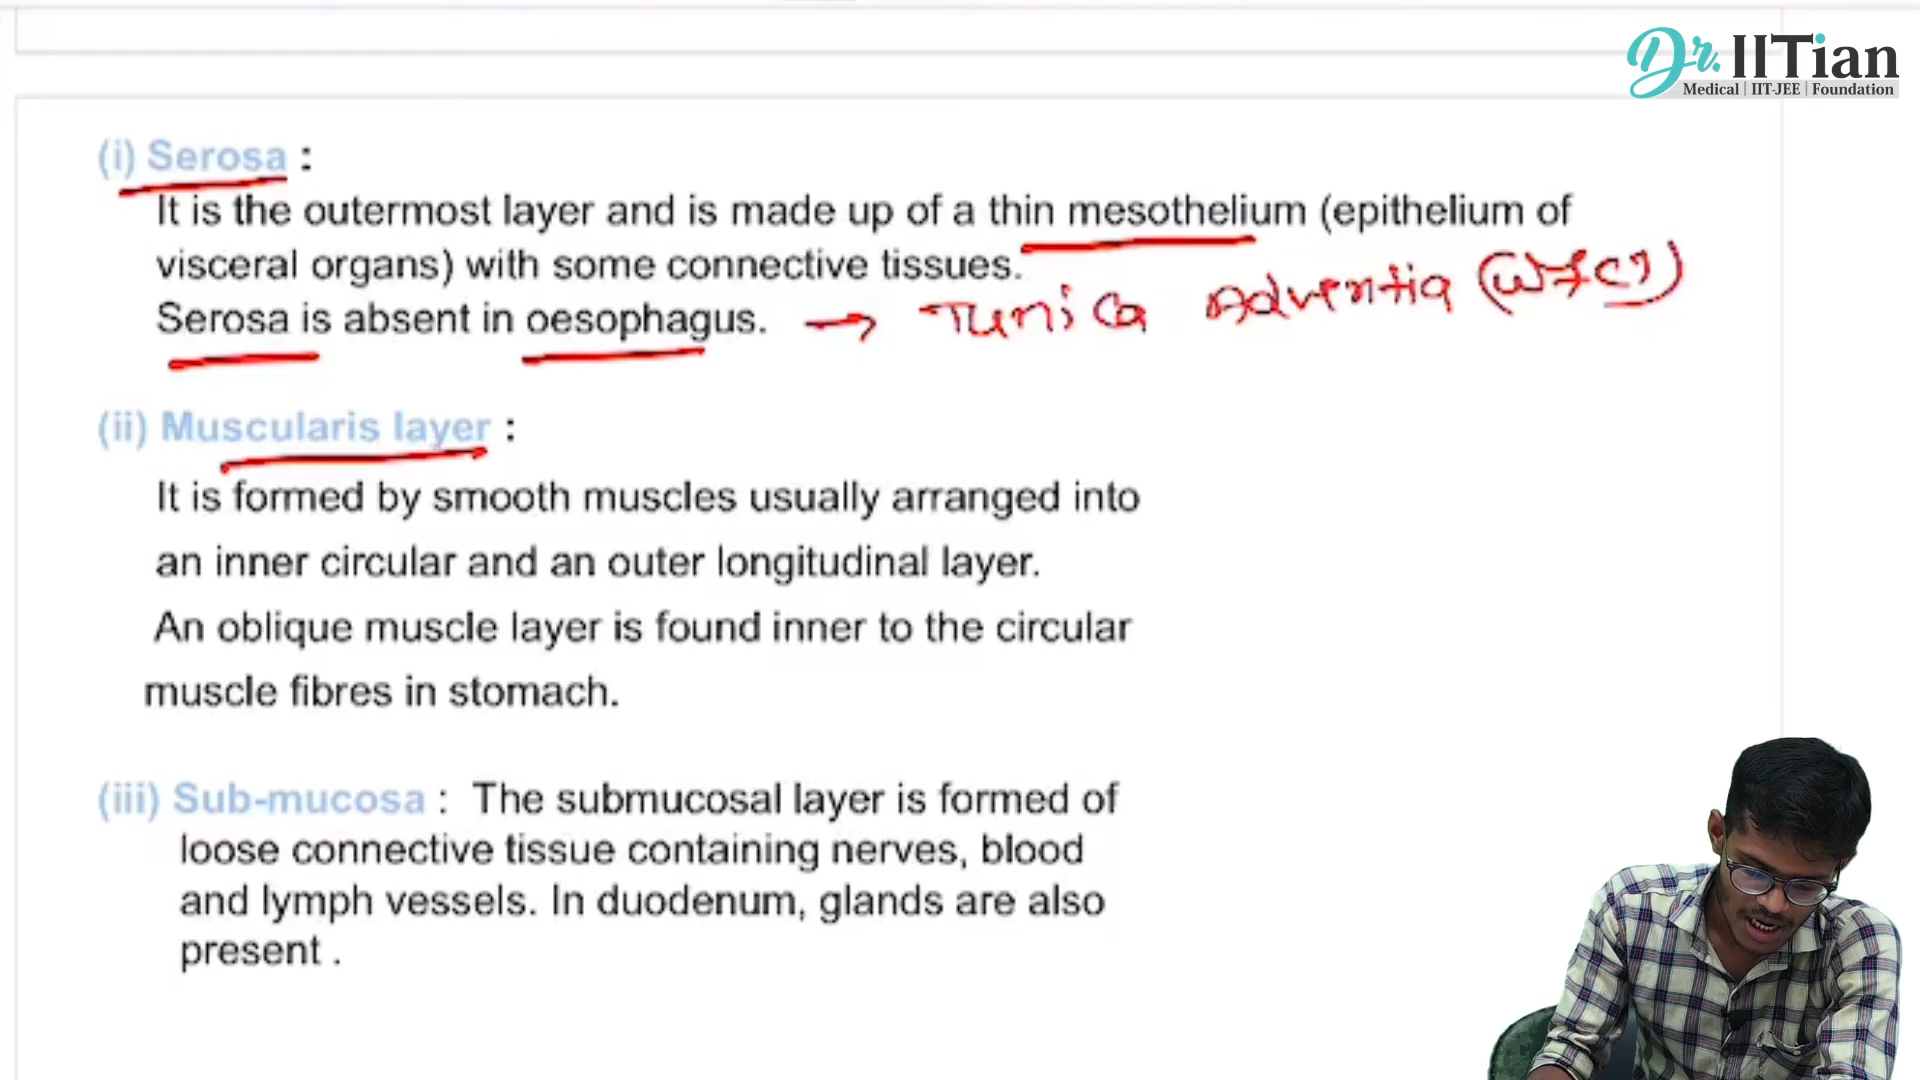 Dr. IITian
Medical | IIT-JEE | Foundation
(i) Serosa :
It is the outermost layer and is made up of a thin mesothelium (epithelium of
visceral organs) with some connective tissues.
Serosa is absent in oesophagus. → Tunica Adventia (WFCT)
(ii) Muscularis layer :
It is formed by smooth muscles usually arranged into
an inner circular and an outer longitudinal layer.
An oblique muscle layer is found inner to the circular
muscle fibres in stomach.
(iii) Sub-mucosa : The submucosal layer is formed of
loose connective tissue containing nerves, blood
and lymph vessels. In duodenum, glands are also
present .